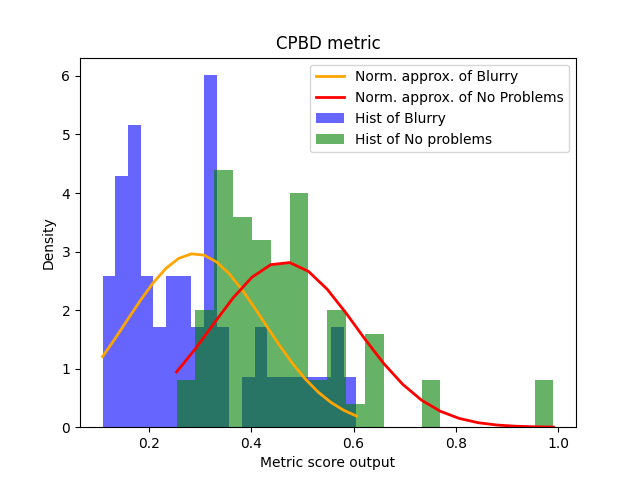 CPBD metric
Norm. approx. of Blurry
Norm. approx. of No Problems
Hist of Blurry
Hist of No problems
Density
6
5
4
3
2
1
0
0.2 0.4 0.6 0.8 1.0
Metric score output